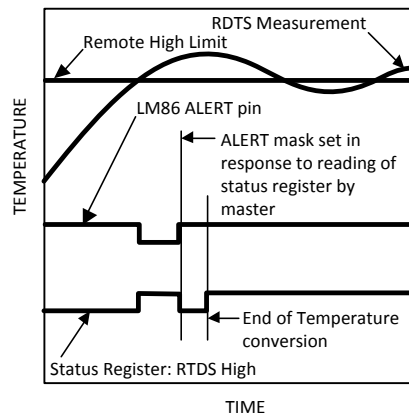 RDTS Measurement
Remote High Limit
LM86 ALERT pin
ALERT mask set in
response to reading of
status register by
master
TEMPERATURE
End of Temperature
conversion
Status Register: RTDS High
TIME